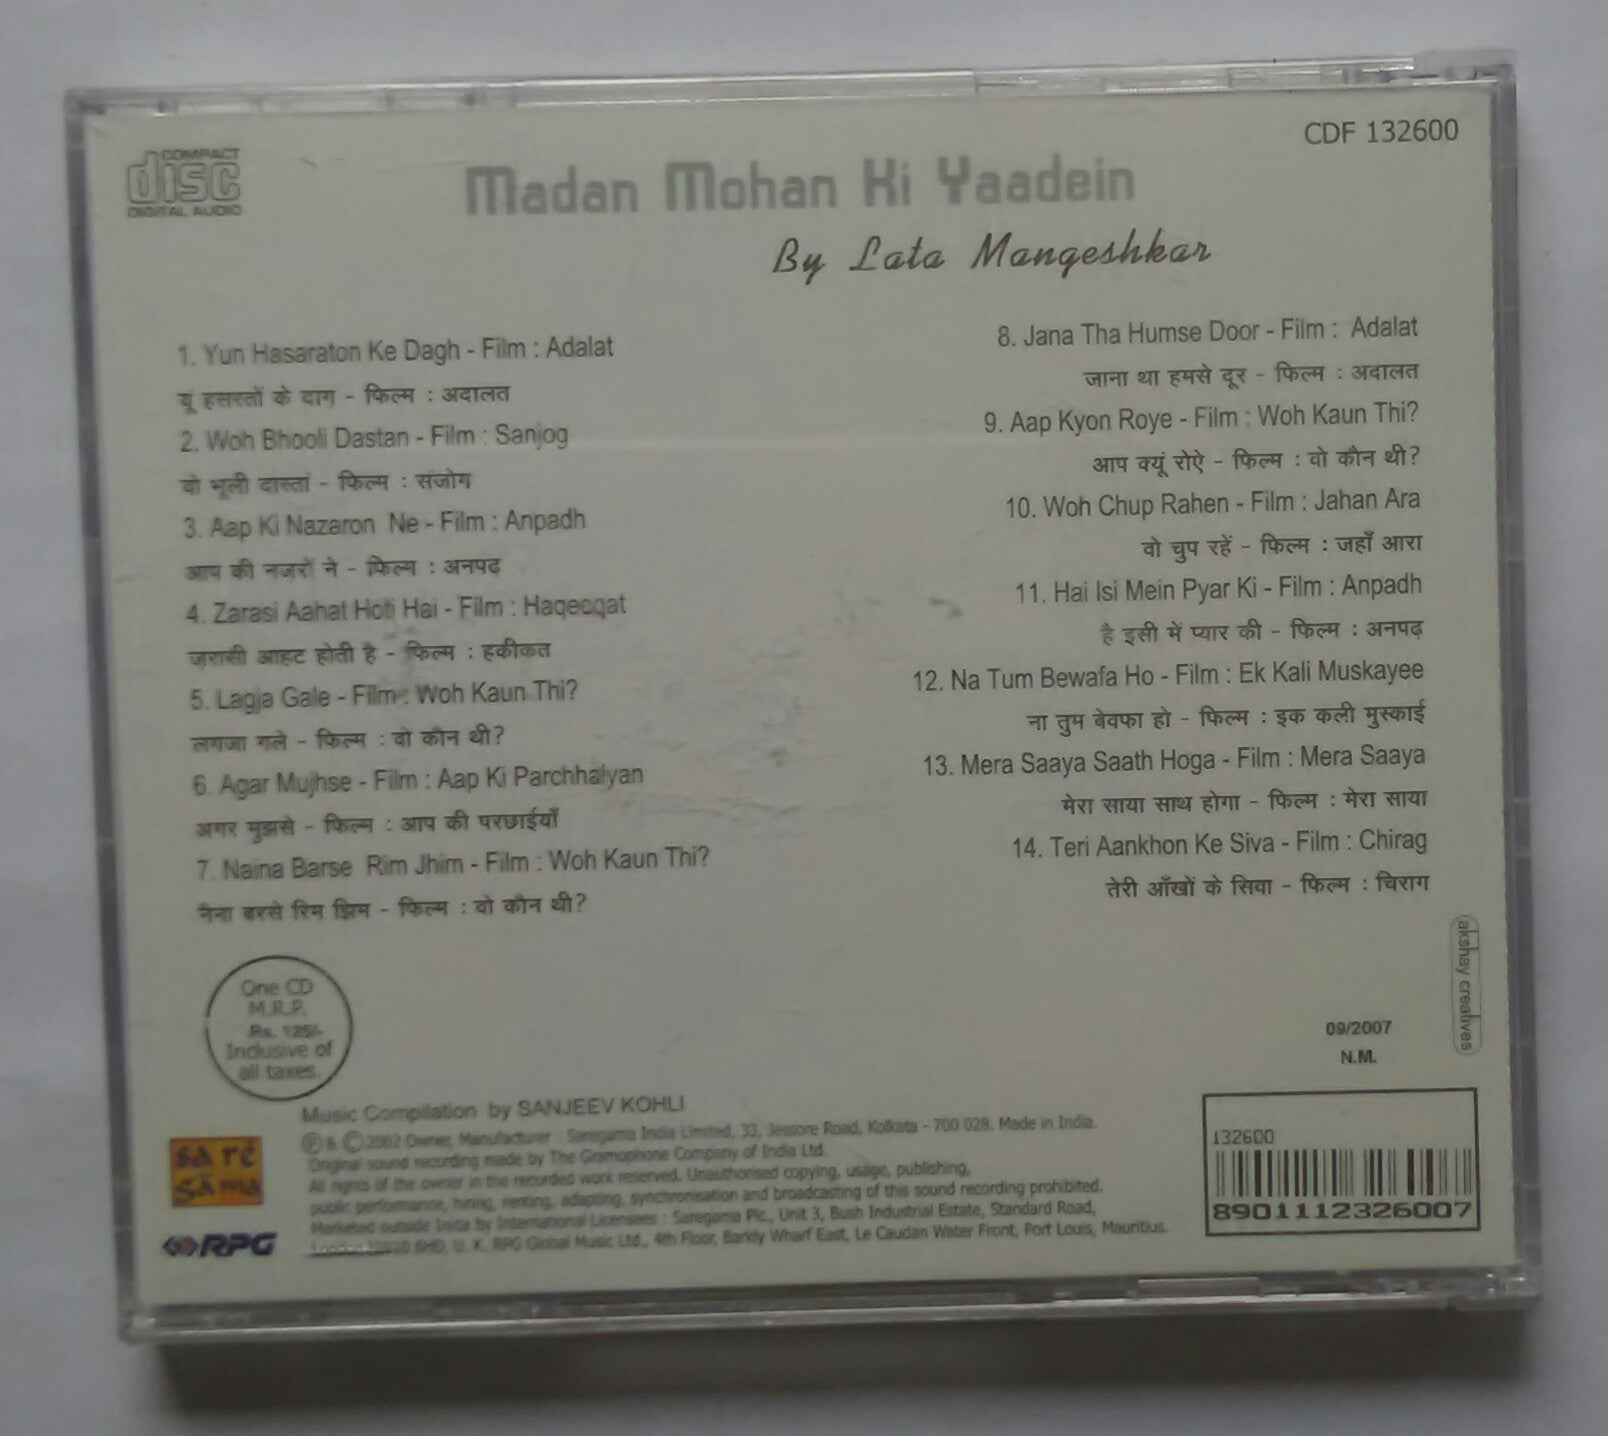 COMPACT
disc
DIGITAL AUDIO
CDF 132600
Madan Mohan Ki Yaadein
By Lata Mangeshkar
1. Yun Hasaraton Ke Dagh - Film : Adalat
यूं हसरतों के दाग़ - फिल्म : अदालत
2. Woh Bhooli Dastan - Film : Sanjog
वो भूली दास्तां - फिल्म : संजोग
3. Aap Ki Nazaron Ne - Film : Anpadh
आप की नजरों ने - फिल्म : अनपढ़
4. Zarasi Aahat Hoti Hai - Film : Haqeeqat
जरासी आहट होती है - फिल्म : हकीकत
5. Lagja Gale - Film : Woh Kaun Thi?
लगजा गले - फिल्म : वो कौन थी?
6. Agar Mujhse - Film : Aap Ki Parchhaiyan
अगर मुझसे - फिल्म : आप की परछाईयाँ
7. Naina Barse Rim Jhim - Film : Woh Kaun Thi?
नैना बरसे रिम झिम - फिल्म : वो कौन थी?
8. Jana Tha Humse Door - Film : Adalat
जाना था हमसे दूर - फिल्म : अदालत
9. Aap Kyon Roye - Film : Woh Kaun Thi?
आप क्यूं रोऐ - फिल्म : वो कौन थी?
10. Woh Chup Rahen - Film : Jahan Ara
वो चुप रहें - फिल्म : जहाँ आरा
11. Hai Isi Mein Pyar Ki - Film : Anpadh
है इसी में प्यार की - फिल्म : अनपढ़
12. Na Tum Bewafa Ho - Film : Ek Kali Muskayee
ना तुम बेवफा हो - फिल्म : इक कली मुस्काई
13. Mera Saaya Saath Hoga - Film : Mera Saaya
मेरा साया साथ होगा - फिल्म : मेरा साया
14. Teri Aankhon Ke Siva - Film : Chirag
तेरी आँखों के सिवा - फिल्म : चिराग
akshay creatives
One CD
M.R.P.
Rs. 125/-
Inclusive of
all taxes.
09/2007
N.M.
Music Compilation by SANJEEV KOHLI
Ⓟ & Ⓒ 2002 Owner, Manufacturer : Saregama India Limited, 33, Jessore Road, Kolkata - 700 028. Made in India.
Original sound recording made by The Gramophone Company of India Ltd.
All rights of the owner in the recorded work reserved. Unauthorised copying, usage, publishing,
public performance, hiring, renting, adapting, synchronisation and broadcasting of this sound recording prohibited.
Marketed outside Inida by International Licensees : Saregama Plc., Unit 3, Bush Industrial Estate, Standard Road,
London NW10 6HD, U. K. RPG Global Music Ltd., 4th Floor, Barkly Wharf East, Le Caudan Water Front, Port Louis, Mauritius.
sa re
ga ma
RPG
132600
8901112326007